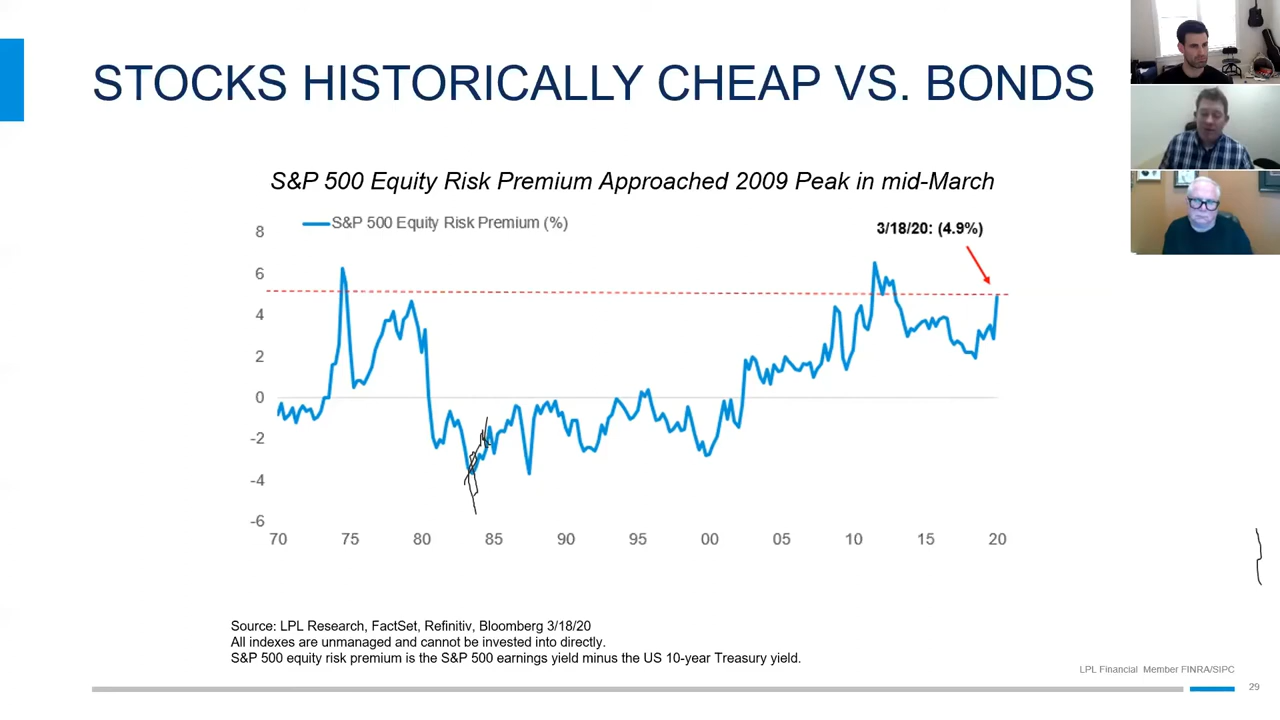 STOCKS HISTORICALLY CHEAP VS. BONDS
S&P 500 Equity Risk Premium Approached 2009 Peak in mid-March
S&P 500 Equity Risk Premium (%)
3/18/20: (4.9%)
8
6
4
2
0
-2
-4
-6
70 75 80 85 90 95 00 05 10 15 20
Source: LPL Research, FactSet, Refinitiv, Bloomberg 3/18/20
All indexes are unmanaged and cannot be invested into directly.
S&P 500 equity risk premium is the S&P 500 earnings yield minus the US 10-year Treasury yield.
LPL Financial Member FINRA/SIPC
29